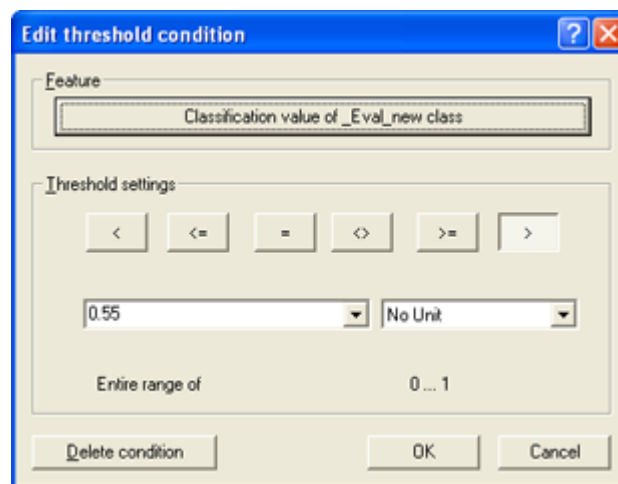 Edit threshold condition
Feature
Classification value of _Eval_new class
Threshold settings
< <= = <> >= >
0.55 No Unit
Entire range of 0 ... 1
Delete condition OK Cancel